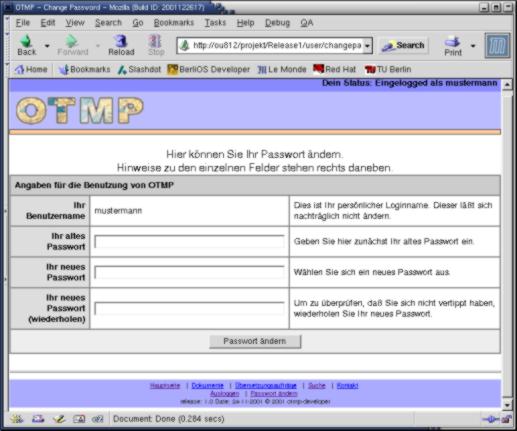 OTMP - Change Password - Mozilla {Build ID: 2001122617}
File Edit View Search Go Bookmarks Tasks Help Debug QA
Back Forward Reload Stop http://ou812/projekt/Release1/user/changepa Search Print
Home Bookmarks Slashdot BerliOS Developer Le Monde Red Hat TU Berlin
Dein Status: Eingelogged als mustermann
OTMP
Hier können Sie Ihr Passwort ändern.
Hinweise zu den einzelnen Felder stehen rechts daneben.
Angaben für die Benutzung von OTMP
Ihr Benutzername mustermann Dies ist Ihr persönlicher Loginname. Dieser läßt sich
nachträglich nicht ändern.
Ihr altes Passwort Geben Sie hier zunächst Ihr altes Passwort ein.
Ihr neues Passwort Wählen Sie sich ein neues Passwort aus.
Ihr neues Passwort (wiederholen) Um zu überprüfen, daß Sie sich nicht vertippt haben,
wiederholen Sie Ihr neues Passwort.
Passwort ändern
Hauptseite | Dokumente | Übersetzungsaufträge | Suche | Kontakt
Ausloggen | Passwort ändern
release: 1.0 Date: 24-11-2001 © 2001 otmp-developer
Document: Done (0.284 secs)